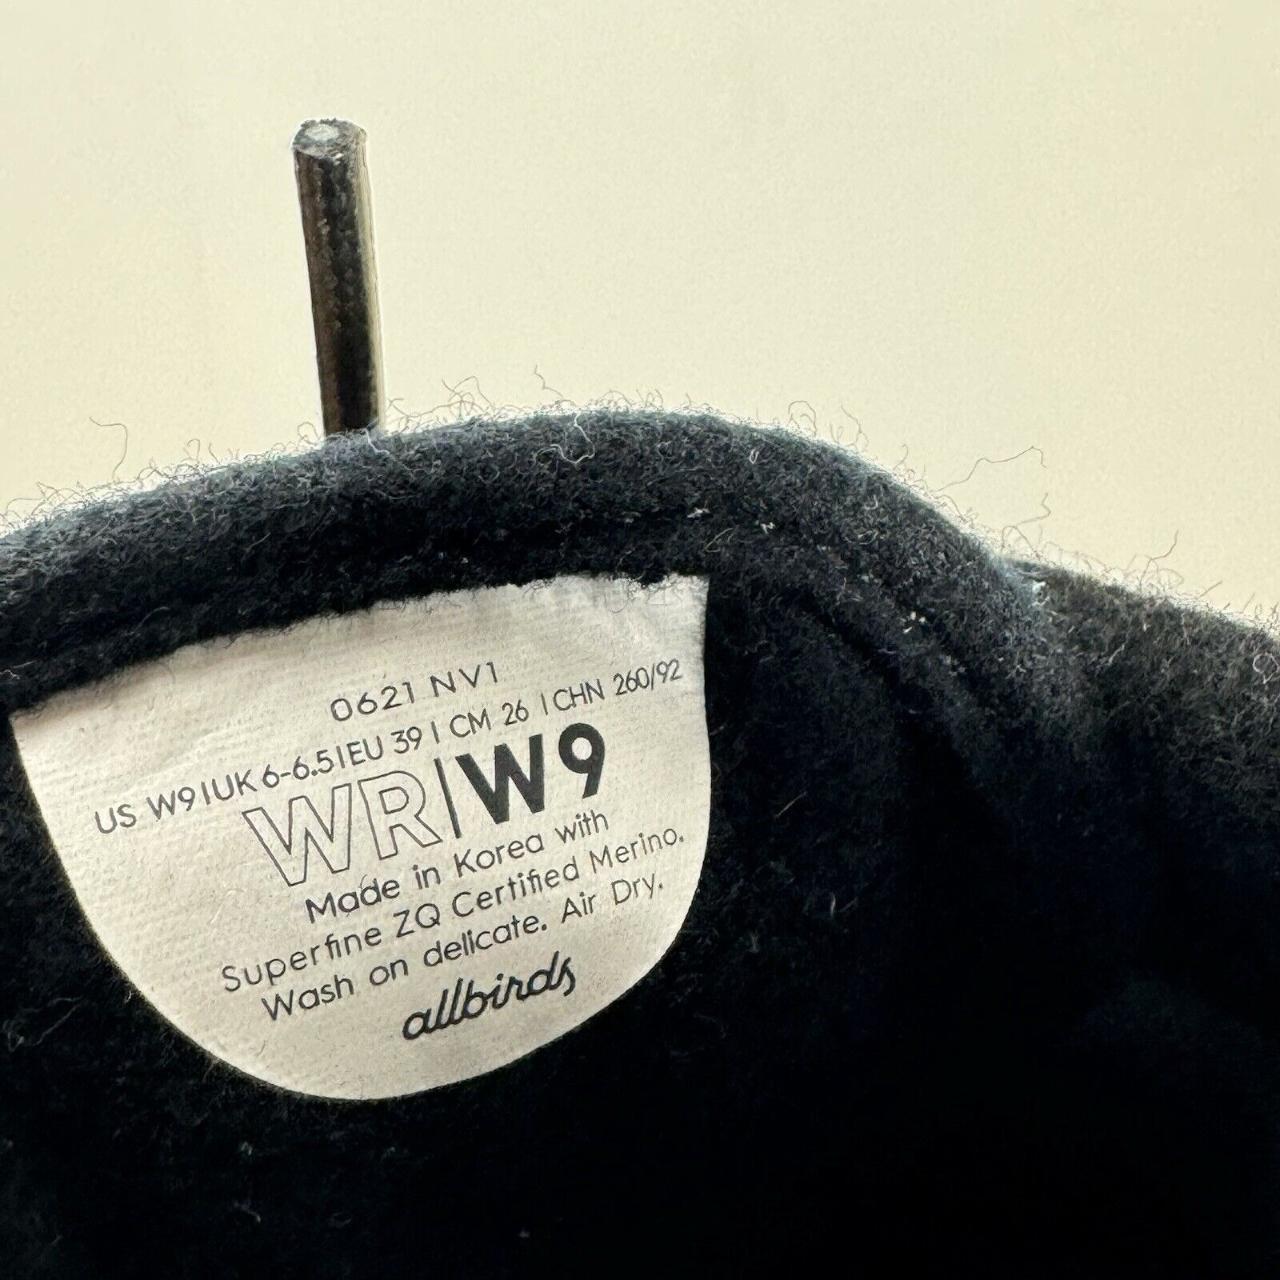 0621 NV1
US W9 | UK 6-6.5 | EU 39 | CM 26 | CHN 260/92
WR | W9
Made in Korea with
Superfine ZQ Certified Merino.
Wash on delicate. Air Dry.
allbirds